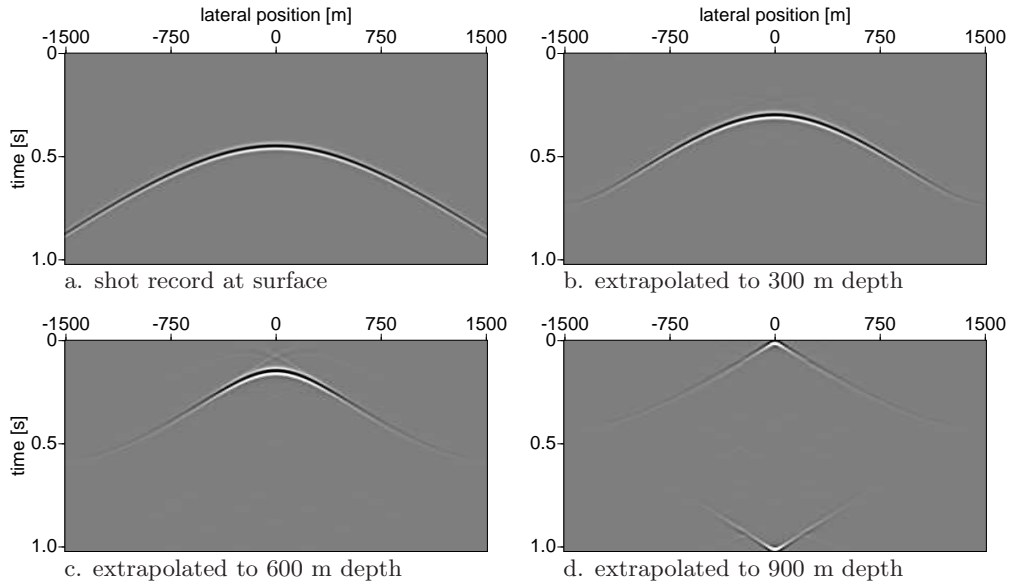 lateral position [m]
-1500 -750 0 750 1500
0
0.5
1.0
time [s]
a. shot record at surface
lateral position [m]
-1500 -750 0 750 1500
0
0.5
1.0
b. extrapolated to 300 m depth
-1500 -750 0 750 1500
0
0.5
1.0
time [s]
c. extrapolated to 600 m depth
-1500 -750 0 750 1500
0
0.5
1.0
d. extrapolated to 900 m depth